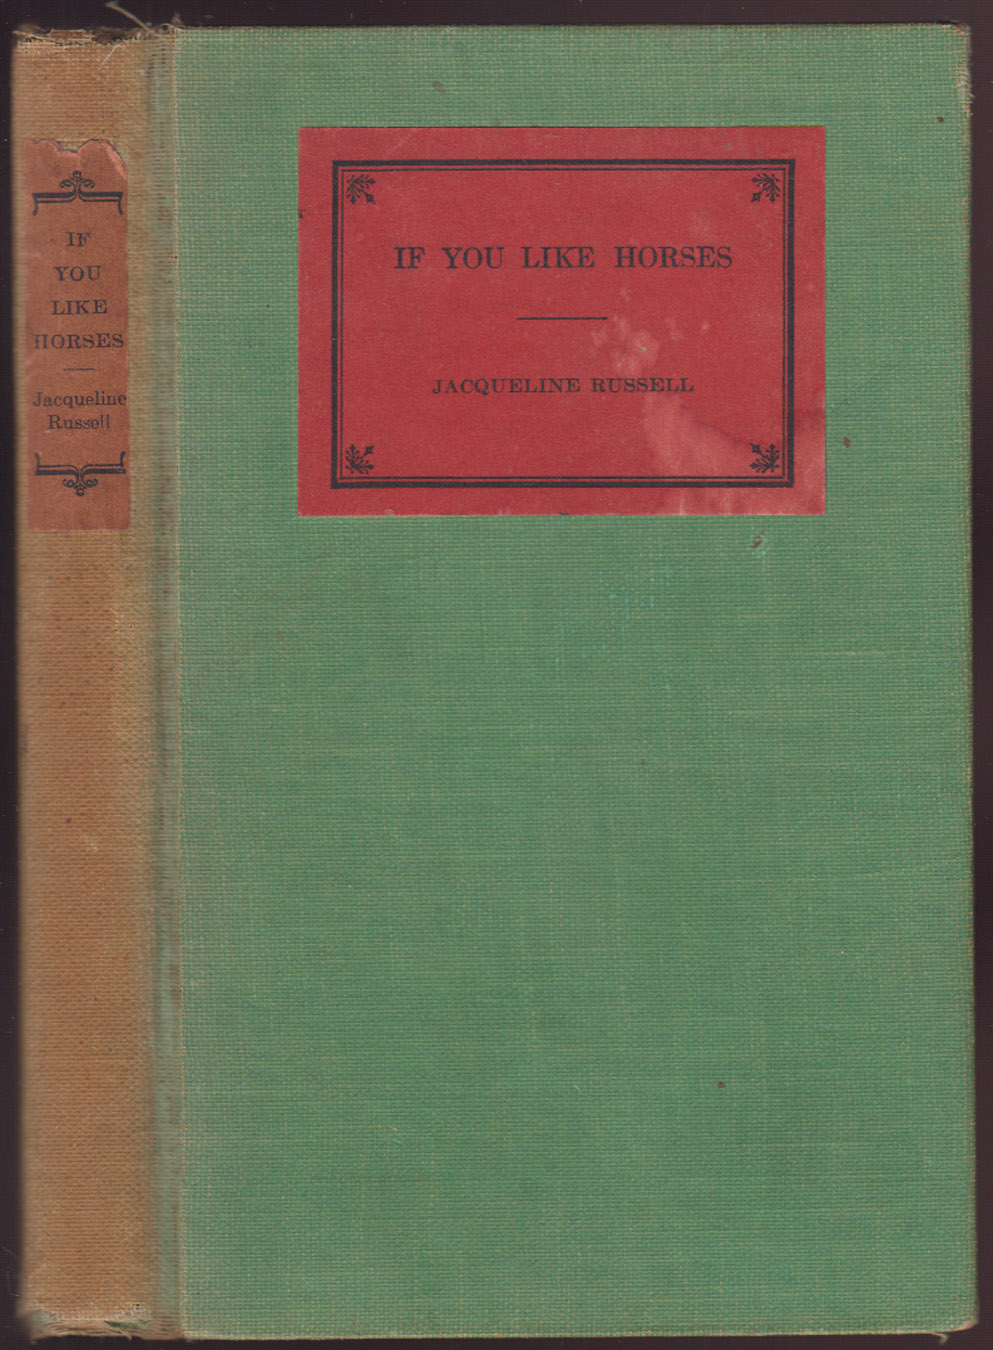 IF
YOU
LIKE
HORSES
Jacqueline
Russell
IF YOU LIKE HORSES
JACQUELINE RUSSELL